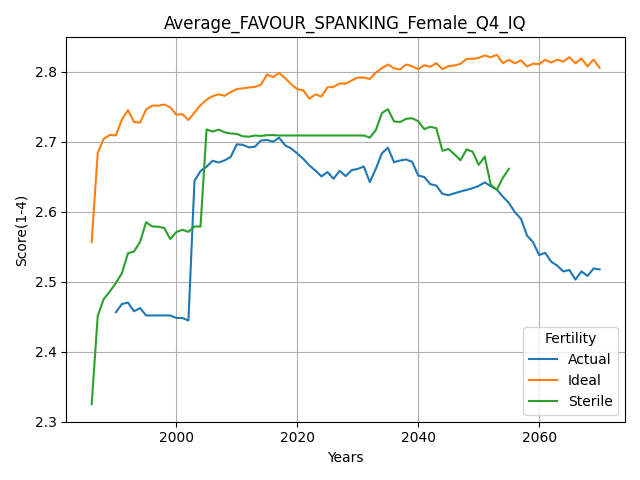 Average_FAVOUR_SPANKING_Female_Q4_IQ
Score(1-4)
2.8
2.7
2.6
2.5
2.4
2.3
2000
2020
2040
2060
Years
Fertility
Actual
Ideal
Sterile